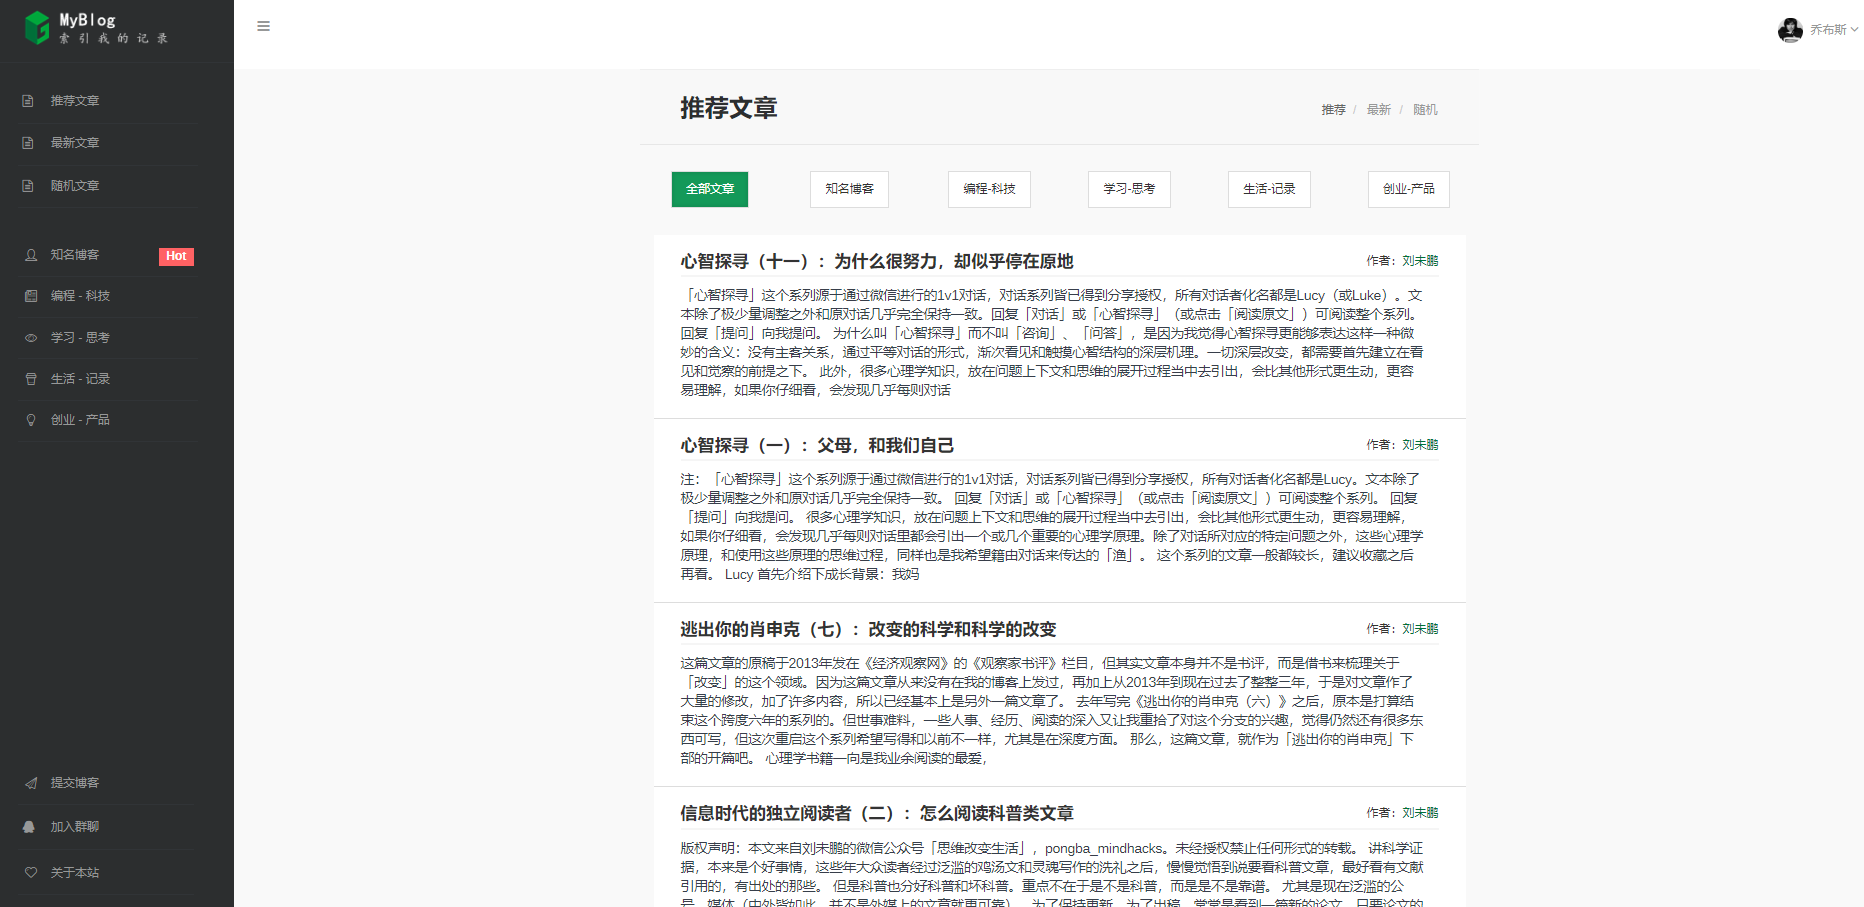 MyBlog
索引我的记录
乔布斯
推荐文章
最新文章
随机文章
知名博客
Hot
编程 - 科技
学习 - 思考
生活 - 记录
创业 - 产品
提交博客
加入群聊
关于本站
推荐文章
推荐 / 最新 / 随机
全部文章
知名博客
编程-科技
学习-思考
生活-记录
创业-产品
心智探寻（十一）：为什么很努力，却似乎停在原地
作者：刘未鹏
「心智探寻」这个系列源于通过微信进行的1v1对话，对话系列皆已得到分享授权，所有对话者化名都是Lucy（或Luke）。文
本除了极少量调整之外和原对话几乎完全保持一致。回复「对话」或「心智探寻」（或点击「阅读原文」）可阅读整个系列。
回复「提问」向我提问。 为什么叫「心智探寻」而不叫「咨询」、「问答」，是因为我觉得心智探寻更能够表达这样一种微
妙的含义：没有主客关系，通过平等对话的形式，渐次看见和触摸心智结构的深层机理。一切深层改变，都需要首先建立在看
见和觉察的前提之下。 此外，很多心理学知识，放在问题上下文和思维的展开过程当中去引出，会比其他形式更生动，更容
易理解，如果你仔细看，会发现几乎每则对话
心智探寻（一）：父母，和我们自己
作者：刘未鹏
注：「心智探寻」这个系列源于通过微信进行的1v1对话，对话系列皆已得到分享授权，所有对话者化名都是Lucy。文本除了
极少量调整之外和原对话几乎完全保持一致。 回复「对话」或「心智探寻」（或点击「阅读原文」）可阅读整个系列。 回复
「提问」向我提问。 很多心理学知识，放在问题上下文和思维的展开过程当中去引出，会比其他形式更生动，更容易理解，
如果你仔细看，会发现几乎每则对话里都会引出一个或几个重要的心理学原理。除了对话所对应的特定问题之外，这些心理学
原理，和使用这些原理的思维过程，同样也是我希望籍由对话来传达的「渔」。 这个系列的文章一般都较长，建议收藏之后
再看。 Lucy 首先介绍下成长背景：我妈
逃出你的肖申克（七）：改变的科学和科学的改变
作者：刘未鹏
这篇文章的原稿于2013年发在《经济观察网》的《观察家书评》栏目，但其实文章本身并不是书评，而是借书来梳理关于
「改变」的这个领域。因为这篇文章从来没有在我的博客上发过，再加上从2013年到现在过去了整整三年，于是对文章作了
大量的修改，加了许多内容，所以已经基本上是另外一篇文章了。 去年写完《逃出你的肖申克（六）》之后，原本是打算结
束这个跨度六年的系列的。但世事难料，一些人事、经历、阅读的深入又让我重拾了对这个分支的兴趣，觉得仍然还有很多东
西可写，但这次重启这个系列希望写得和以前不一样，尤其是在深度方面。 那么，这篇文章，就作为「逃出你的肖申克」下
部的开篇吧。 心理学书籍一向是我业余阅读的最爱，
信息时代的独立阅读者（二）：怎么阅读科普类文章
作者：刘未鹏
版权声明：本文来自刘未鹏的微信公众号「思维改变生活」，pongba_mindhacks。未经授权禁止任何形式的转载。 讲科学证
据，本来是个好事情，这些年大众读者经过泛滥的鸡汤文和灵魂写作的洗礼之后，慢慢觉悟到说要看科普文章，最好看有文献
引用的，有出处的那些。 但是科普也分好科普和坏科普。重点不在于是不是科普，而是是不是靠谱。 尤其是现在泛滥的公
号、媒体（中外皆如此，并不是外媒上的文章就更可靠），为了保持更新，为了出稿，常常是看到一篇新的论文，只要论文的